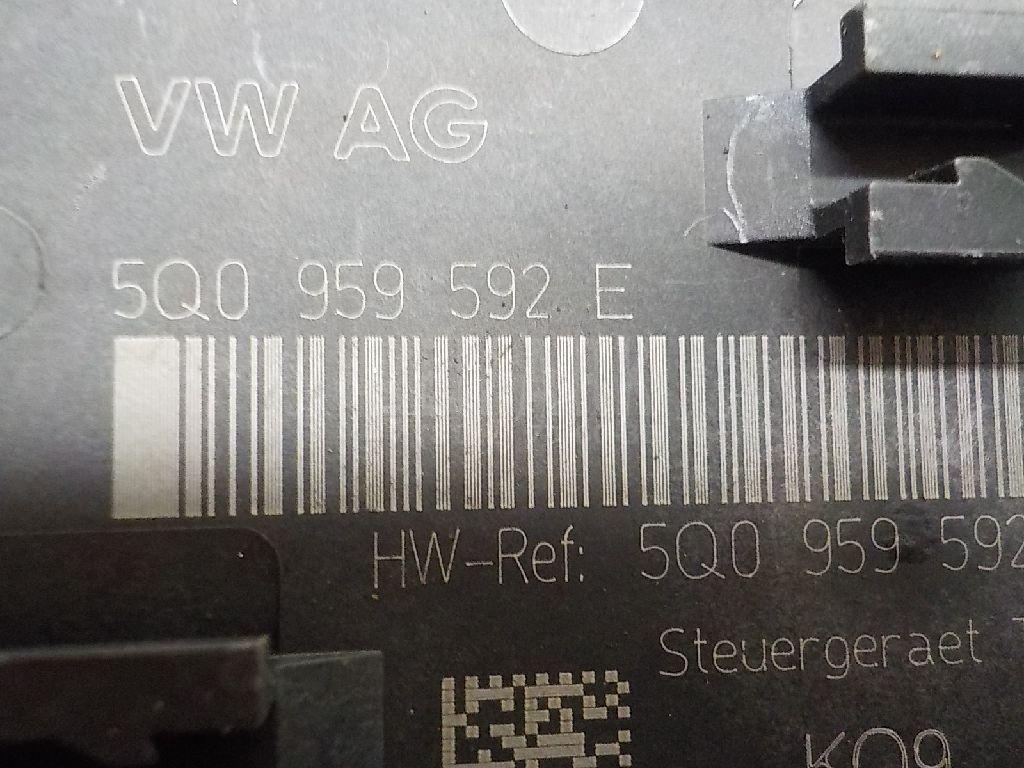 VW AG
5Q0 959 592 E
HW-Ref: 5Q0 959 592
Steuergeraet